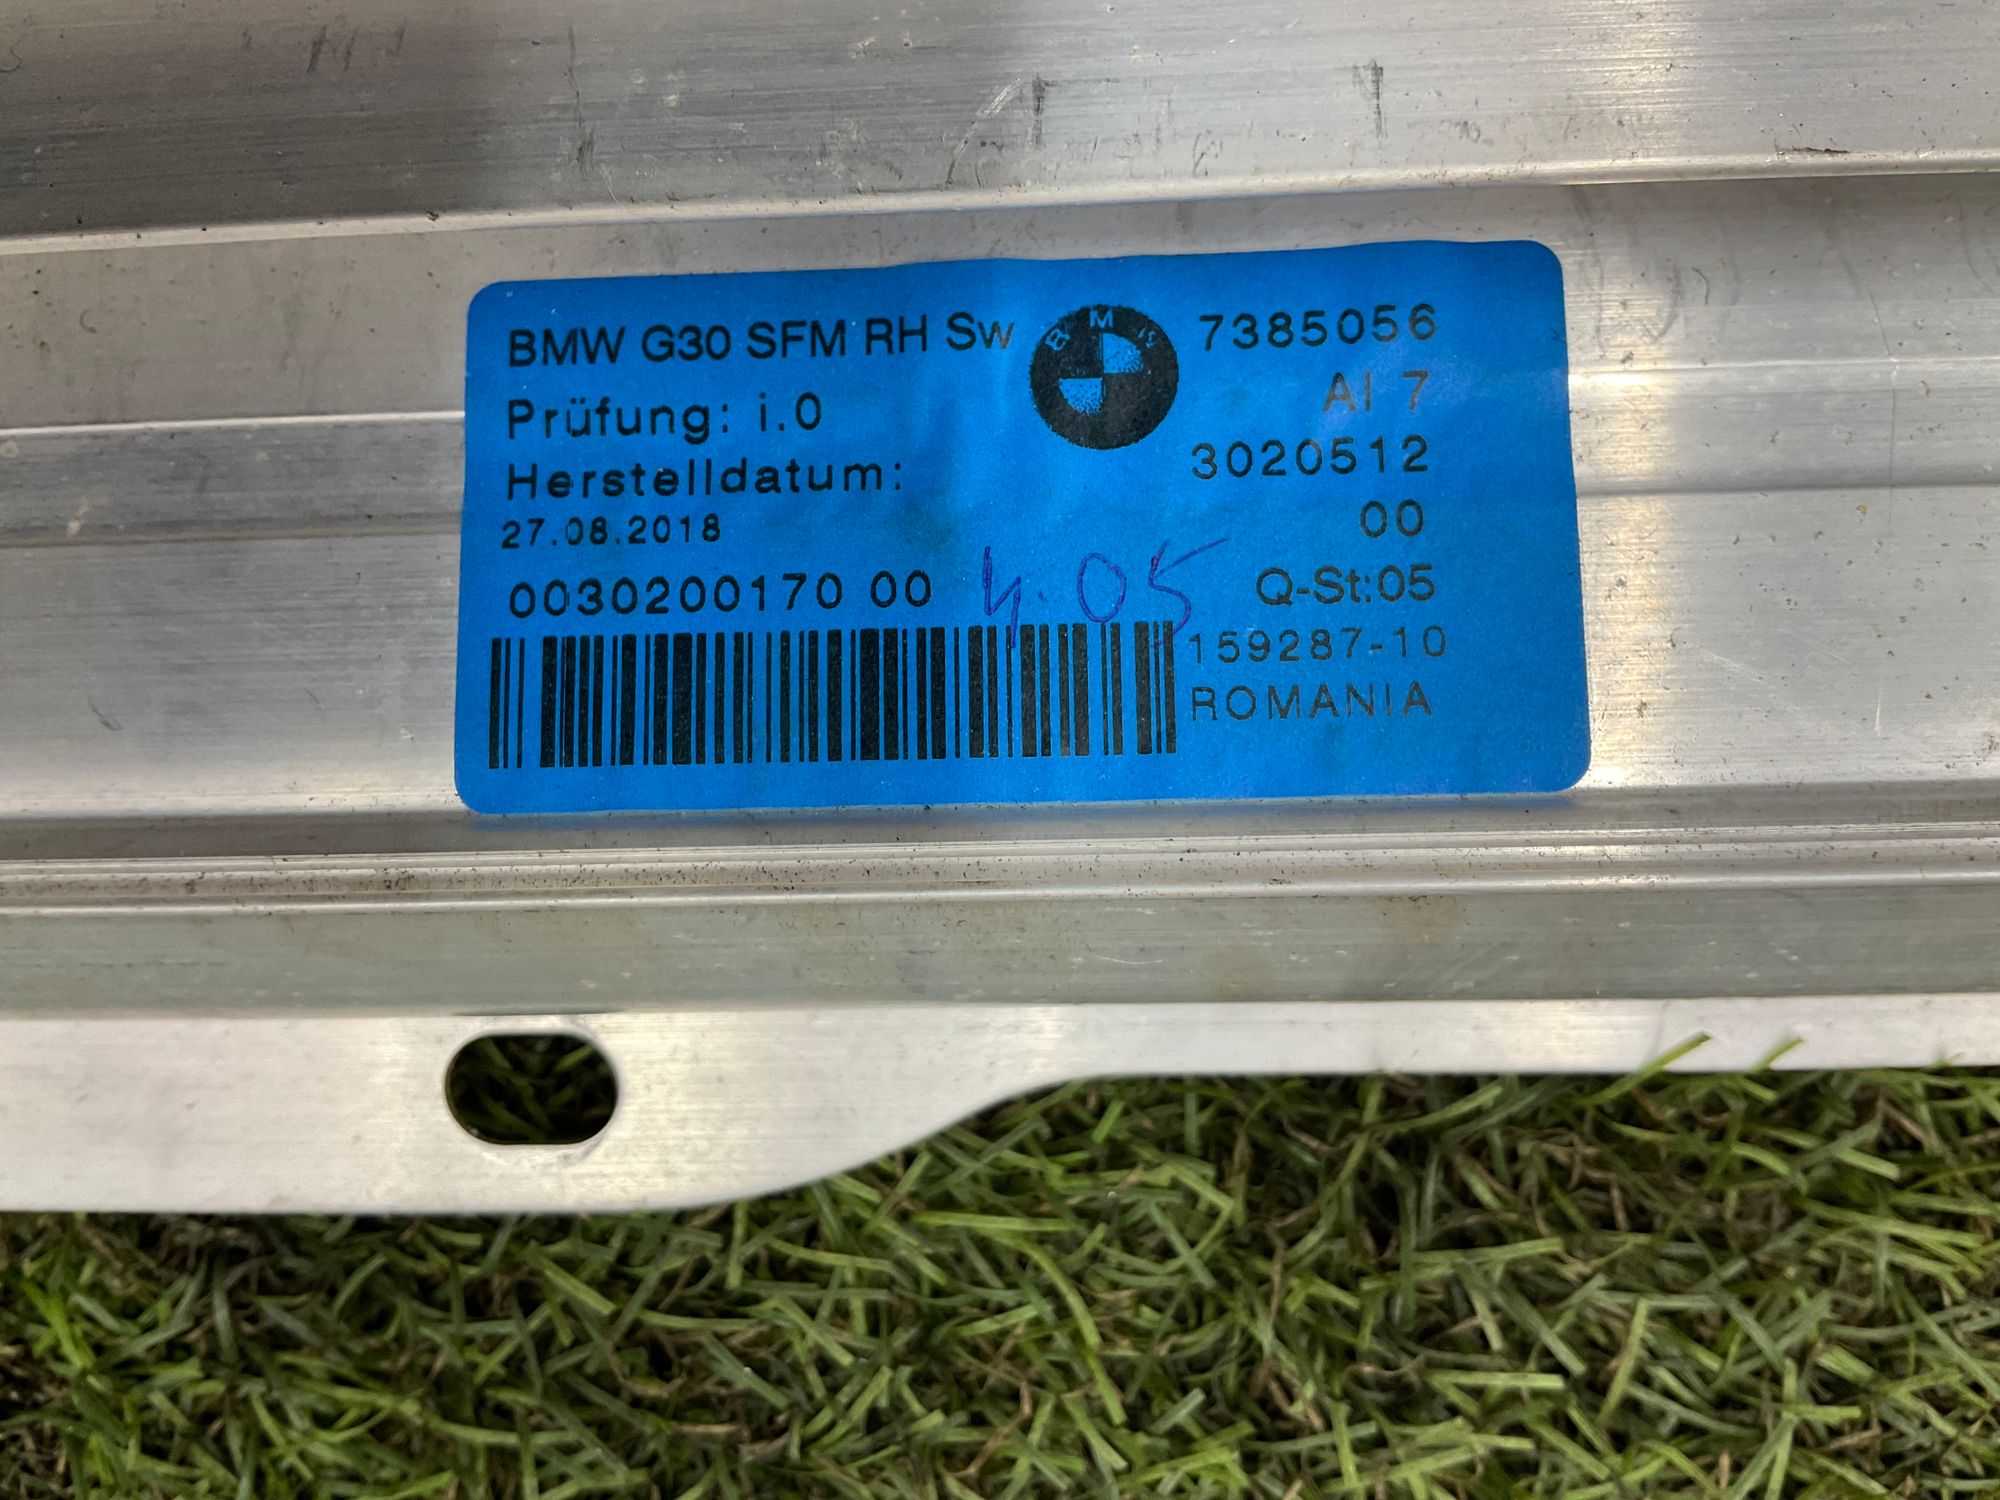 BMW G30 SFM RH Sw
Prüfung: i.O
Herstelldatum:
27.08.2018
0030200170 00
4.05
BMW
7385056
AI 7
3020512
00
Q-St:05
159287-10
ROMANIA